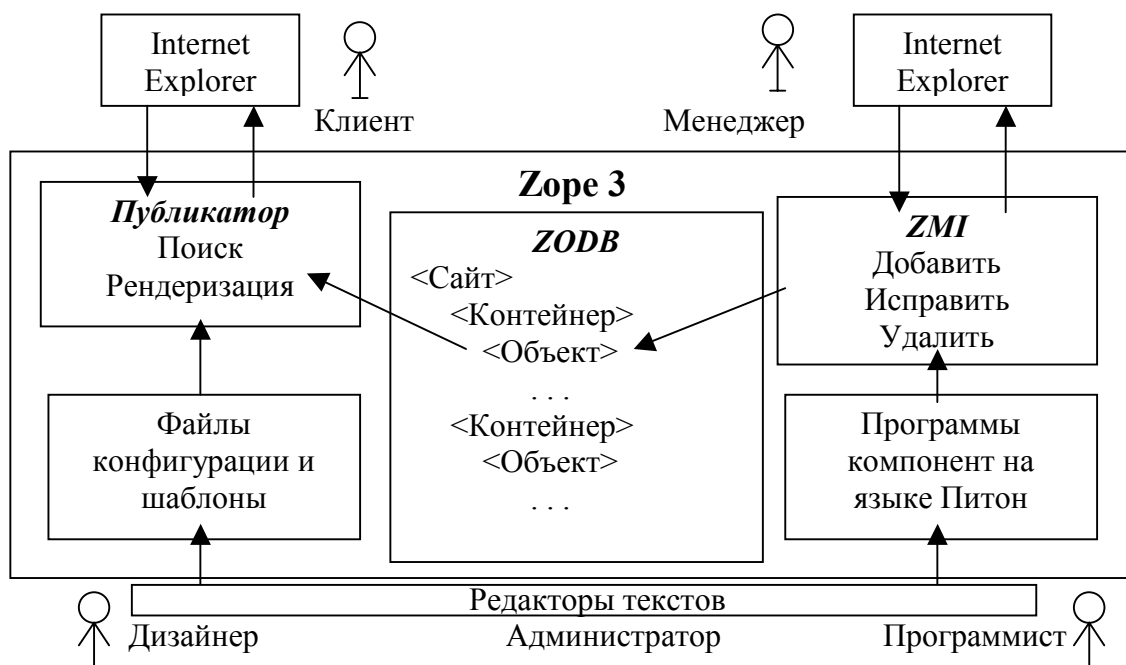 Internet
Explorer
Клиент
Менеджер
Internet
Explorer
Zope 3
Публикатор
Поиск
Рендеризация
ZODB
<Сайт>
<Контейнер>
<Объект>
. . .
<Контейнер>
<Объект>
. . .
ZMI
Добавить
Исправить
Удалить
Файлы
конфигурации и
шаблоны
Программы
компонент на
языке Питон
Редакторы текстов
Дизайнер
Администратор
Программист